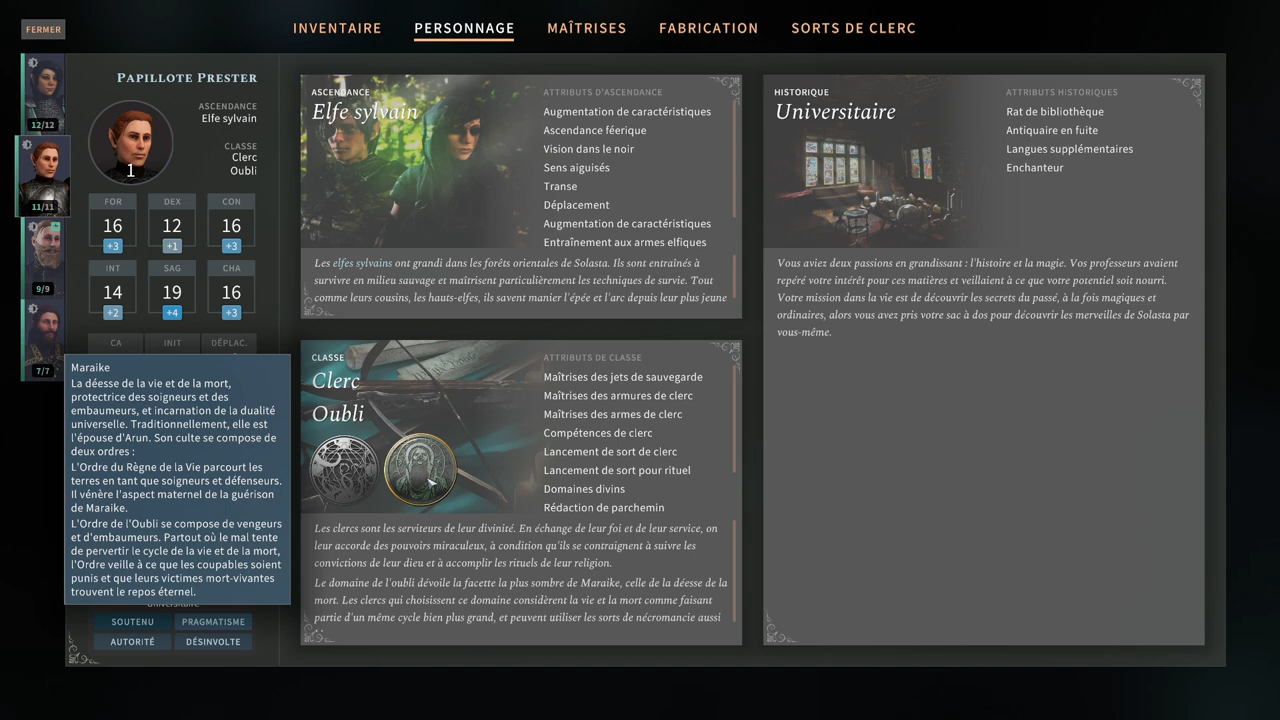 FERMER
INVENTAIRE
PERSONNAGE
MAÎTRISES
FABRICATION
SORTS DE CLERC
12/12
11/11
9/9
7/7
Papillote Prester
ASCENDANCE
Elfe sylvain
CLASSE
Clerc
Oubli
1
FOR
DEX
CON
16
12
16
+3
+1
+3
INT
SAG
CHA
14
19
16
+2
+4
+3
CA
INIT
DÉPLAC.
Maraike
La déesse de la vie et de la mort,
protectrice des soigneurs et des
embaumeurs, et incarnation de la dualité
universelle. Traditionnellement, elle est
l'épouse d'Arun. Son culte se compose de
deux ordres :
L'Ordre du Règne de la Vie parcourt les
terres en tant que soigneurs et défenseurs.
Il vénère l'aspect maternel de la guérison
de Maraike.
L'Ordre de l'Oubli se compose de vengeurs
et d'embaumeurs. Partout où le mal tente
de pervertir le cycle de la vie et de la mort,
l'Ordre veille à ce que les coupables soient
punis et que leurs victimes mort-vivantes
trouvent le repos éternel.
Universitaire
SOUTENU
PRAGMATISME
AUTORITÉ
DÉSINVOLTE
ASCENDANCE
Elfe sylvain
ATTRIBUTS D'ASCENDANCE
Augmentation de caractéristiques
Ascendance féerique
Vision dans le noir
Sens aiguisés
Transe
Déplacement
Augmentation de caractéristiques
Entraînement aux armes elfiques
Les elfes sylvains ont grandi dans les forêts orientales de Solasta. Ils sont entraînés à
survivre en milieu sauvage et maîtrisent particulièrement les techniques de survie. Tout
comme leurs cousins, les hauts-elfes, ils savent manier l'épée et l'arc depuis leur plus jeune
CLASSE
Clerc
Oubli
ATTRIBUTS DE CLASSE
Maîtrises des jets de sauvegarde
Maîtrises des armures de clerc
Maîtrises des armes de clerc
Compétences de clerc
Lancement de sort de clerc
Lancement de sort pour rituel
Domaines divins
Rédaction de parchemin
Les clercs sont les serviteurs de leur divinité. En échange de leur foi et de leur service, on
leur accorde des pouvoirs miraculeux, à condition qu'ils se contraignent à suivre les
convictions de leur dieu et à accomplir les rituels de leur religion.
Le domaine de l'oubli dévoile la facette la plus sombre de Maraike, celle de la déesse de la
mort. Les clercs qui choisissent ce domaine considèrent la vie et la mort comme faisant
partie d'un même cycle bien plus grand, et peuvent utiliser les sorts de nécromancie aussi
HISTORIQUE
Universitaire
ATTRIBUTS HISTORIQUES
Rat de bibliothèque
Antiquaire en fuite
Langues supplémentaires
Enchanteur
Vous aviez deux passions en grandissant : l'histoire et la magie. Vos professeurs avaient
repéré votre intérêt pour ces matières et veillaient à ce que votre potentiel soit nourri.
Votre mission dans la vie est de découvrir les secrets du passé, à la fois magiques et
ordinaires, alors vous avez pris votre sac à dos pour découvrir les merveilles de Solasta par
vous-même.